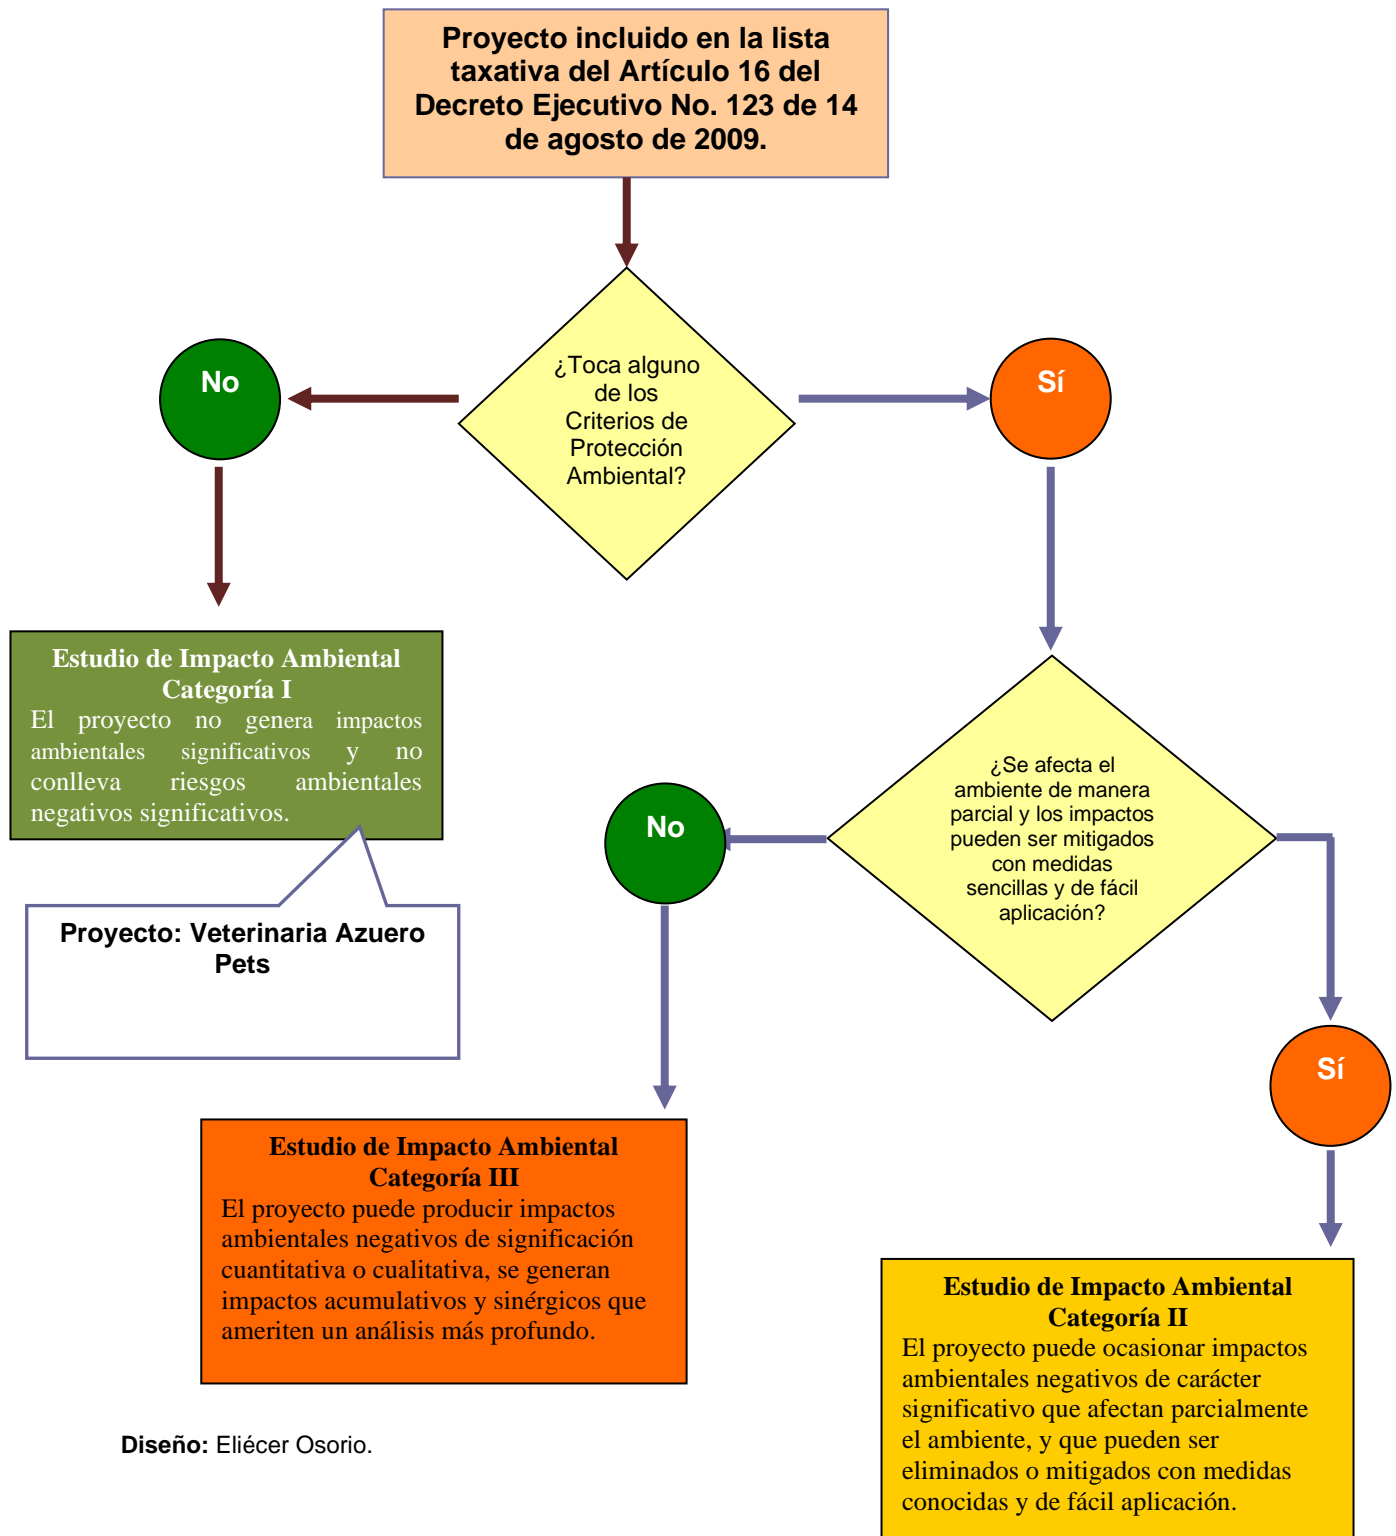 Proyecto incluido en la lista
taxativa del Artículo 16 del
Decreto Ejecutivo No. 123 de 14
de agosto de 2009.
¿Toca alguno
de los
Criterios de
Protección
Ambiental?
No
Sí
Estudio de Impacto Ambiental
Categoría I
El proyecto no genera impactos
ambientales significativos y no
conlleva riesgos ambientales
negativos significativos.
Proyecto: Veterinaria Azuero
Pets
¿Se afecta el
ambiente de manera
parcial y los impactos
pueden ser mitigados
con medidas
sencillas y de fácil
aplicación?
No
Sí
Estudio de Impacto Ambiental
Categoría III
El proyecto puede producir impactos
ambientales negativos de significación
cuantitativa o cualitativa, se generan
impactos acumulativos y sinérgicos que
ameriten un análisis más profundo.
Estudio de Impacto Ambiental
Categoría II
El proyecto puede ocasionar impactos
ambientales negativos de carácter
significativo que afectan parcialmente
el ambiente, y que pueden ser
eliminados o mitigados con medidas
conocidas y de fácil aplicación.
Diseño: Eliécer Osorio.